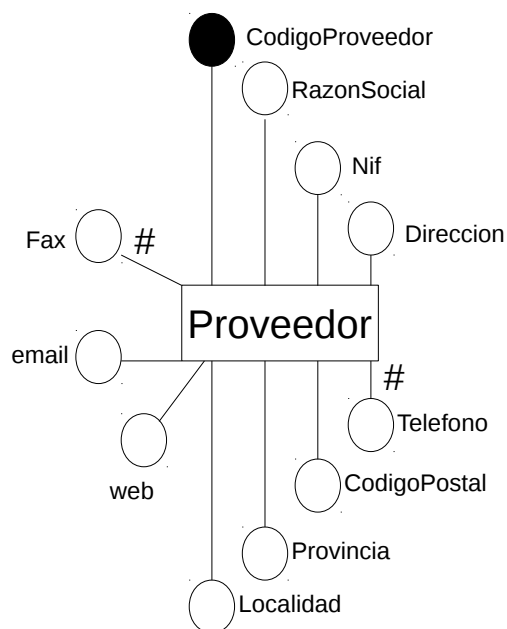 CodigoProveedor
RazonSocial
Nif
Direccion
Fax
#
Proveedor
email
#
Telefono
web
CodigoPostal
Provincia
Localidad